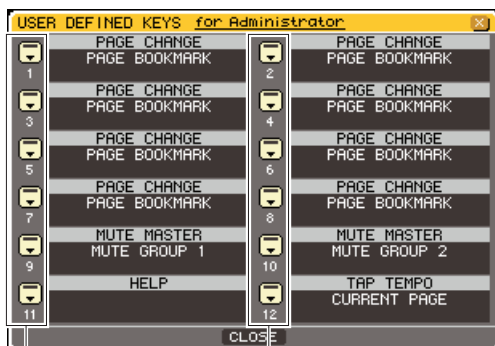 USER DEFINED KEYS for Administrator
PAGE CHANGE PAGE CHANGE
PAGE BOOKMARK PAGE BOOKMARK
1 2
PAGE CHANGE PAGE CHANGE
PAGE BOOKMARK PAGE BOOKMARK
3 4
PAGE CHANGE PAGE CHANGE
PAGE BOOKMARK PAGE BOOKMARK
5 6
PAGE CHANGE PAGE CHANGE
PAGE BOOKMARK PAGE BOOKMARK
7 8
MUTE MASTER MUTE MASTER
MUTE GROUP 1 MUTE GROUP 2
9 10
HELP TAP TEMPO
CURRENT PAGE
11 12
CLOSE